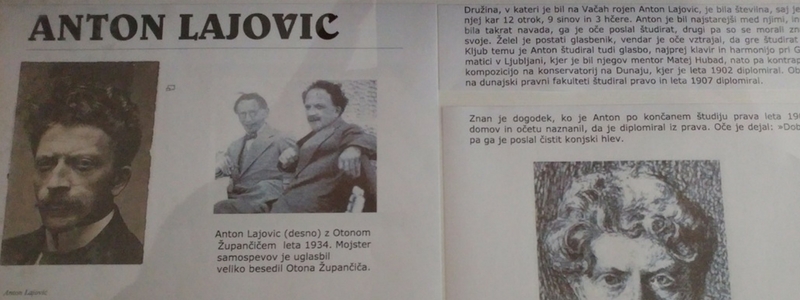 ANTON LAJOVIC
Anton Lajovic
Anton Lajovic (desno) z Otonom
Župančičem leta 1934. Mojster
samospevov je uglasbil
veliko besedil Otona Župančiča.
Družina, v kateri je bil na Vačah rojen Anton Lajovic, je bila številna, saj je
njej kar 12 otrok, 9 sinov in 3 hčere. Anton je bil najstarejši med njimi, in
bila takrat navada, ga je oče poslal študirat, drugi pa so se morali
svoje. Želel je postati glasbenik, vendar je oče vztrajal, da gre študirat
Kljub temu je Anton študiral tudi glasbo, najprej klavir in harmonijo pri
matici v Ljubljani, kjer je bil njegov mentor Matej Hubad, nato pa
kompozicijo na konservatorij na Dunaju, kjer je leta 1902 diplomiral.
na dunajski pravni fakulteti študiral pravo in leta 1907 diplomiral.
Znan je dogodek, ko je Anton po končanem študiju prava leta
domov in očetu naznanil, da je diplomiral iz prava. Oče je dejal:
pa ga je poslal čistit konjski hlev.